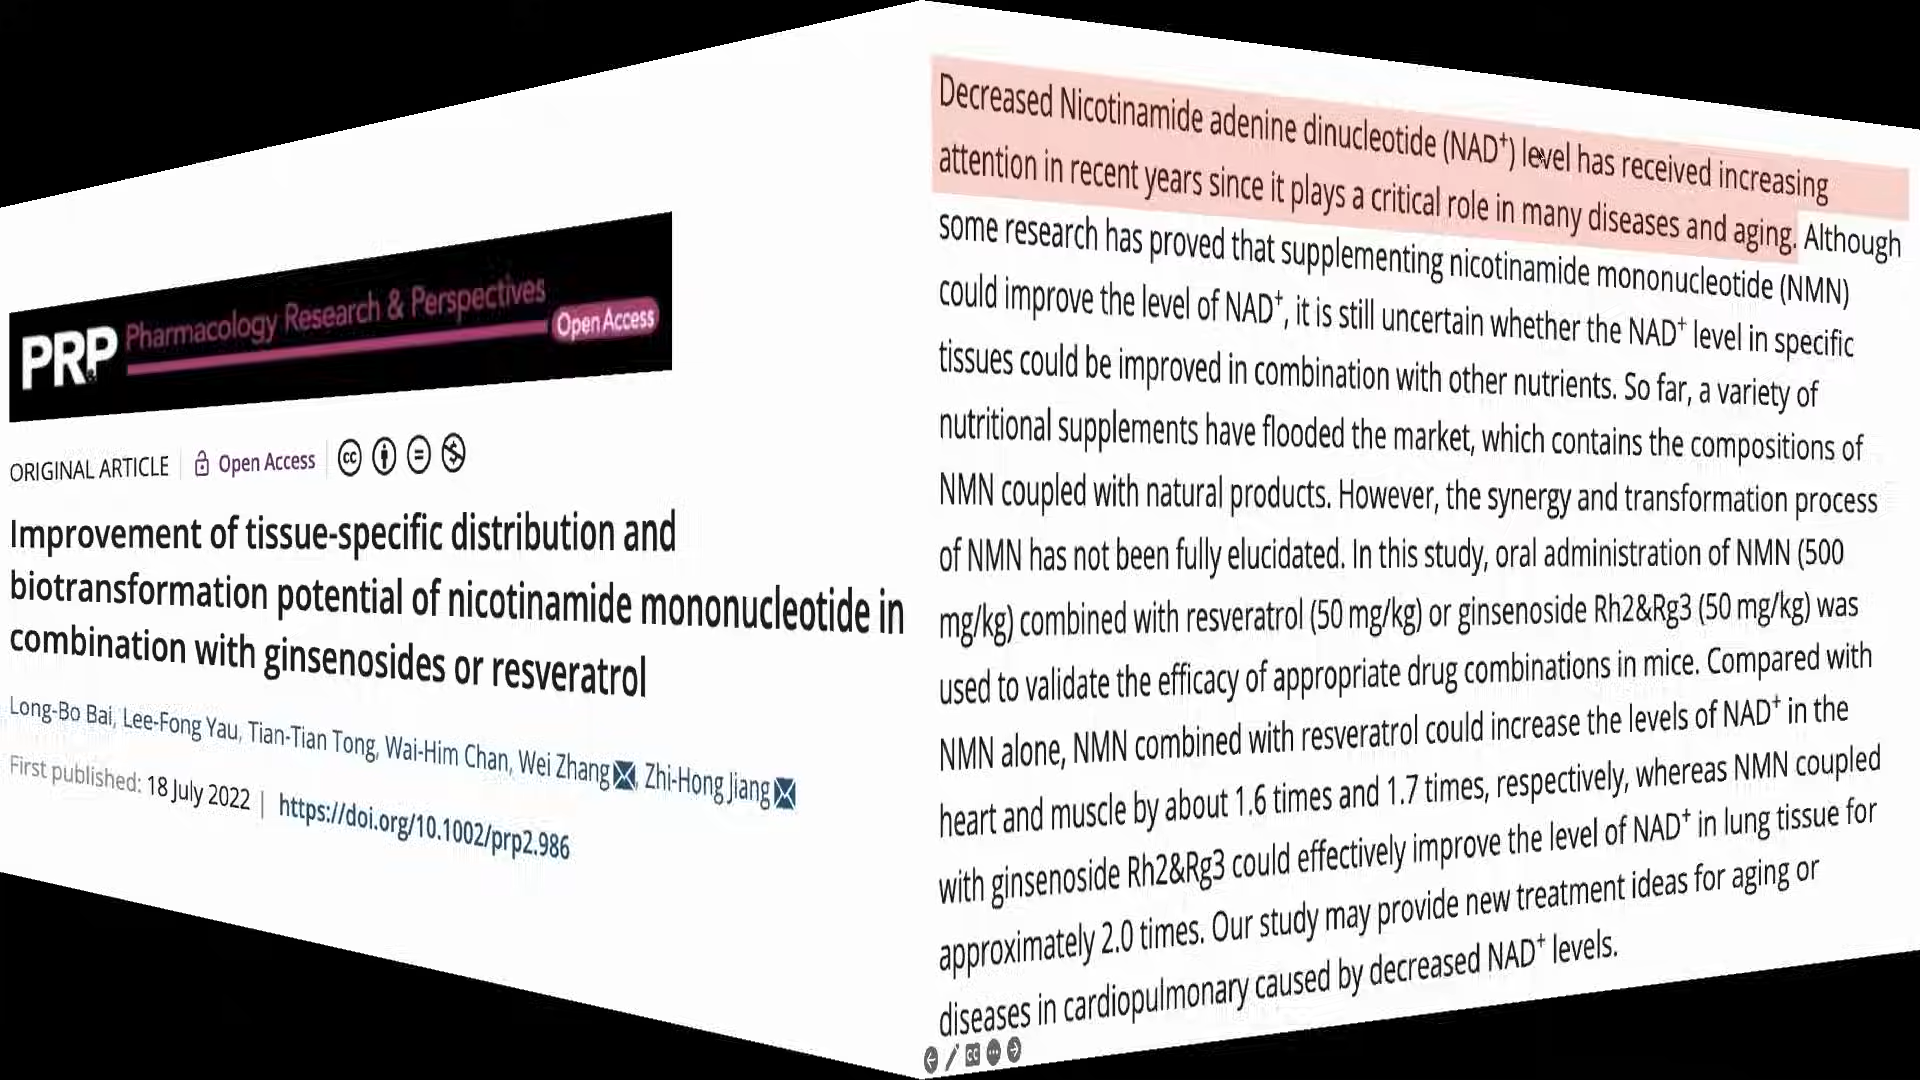 PRP Pharmacology Research & Perspectives Open Access
ORIGINAL ARTICLE Open Access
Improvement of tissue-specific distribution and
biotransformation potential of nicotinamide mononucleotide in
combination with ginsenosides or resveratrol
Long-Bo Bai, Lee-Fong Yau, Tian-Tian Tong, Wai-Him Chan, Wei Zhang, Zhi-Hong Jiang
First published: 18 July 2022 | https://doi.org/10.1002/prp2.986
Decreased Nicotinamide adenine dinucleotide (NAD⁺) level has received increasing
attention in recent years since it plays a critical role in many diseases and aging. Although
some research has proved that supplementing nicotinamide mononucleotide (NMN)
could improve the level of NAD⁺, it is still uncertain whether the NAD⁺ level in specific
tissues could be improved in combination with other nutrients. So far, a variety of
nutritional supplements have flooded the market, which contains the compositions of
NMN coupled with natural products. However, the synergy and transformation process
of NMN has not been fully elucidated. In this study, oral administration of NMN (500
mg/kg) combined with resveratrol (50 mg/kg) or ginsenoside Rh2&Rg3 (50 mg/kg) was
used to validate the efficacy of appropriate drug combinations in mice. Compared with
NMN alone, NMN combined with resveratrol could increase the levels of NAD⁺ in the
heart and muscle by about 1.6 times and 1.7 times, respectively, whereas NMN coupled
with ginsenoside Rh2&Rg3 could effectively improve the level of NAD⁺ in lung tissue for
approximately 2.0 times. Our study may provide new treatment ideas for aging or
diseases in cardiopulmonary caused by decreased NAD⁺ levels.